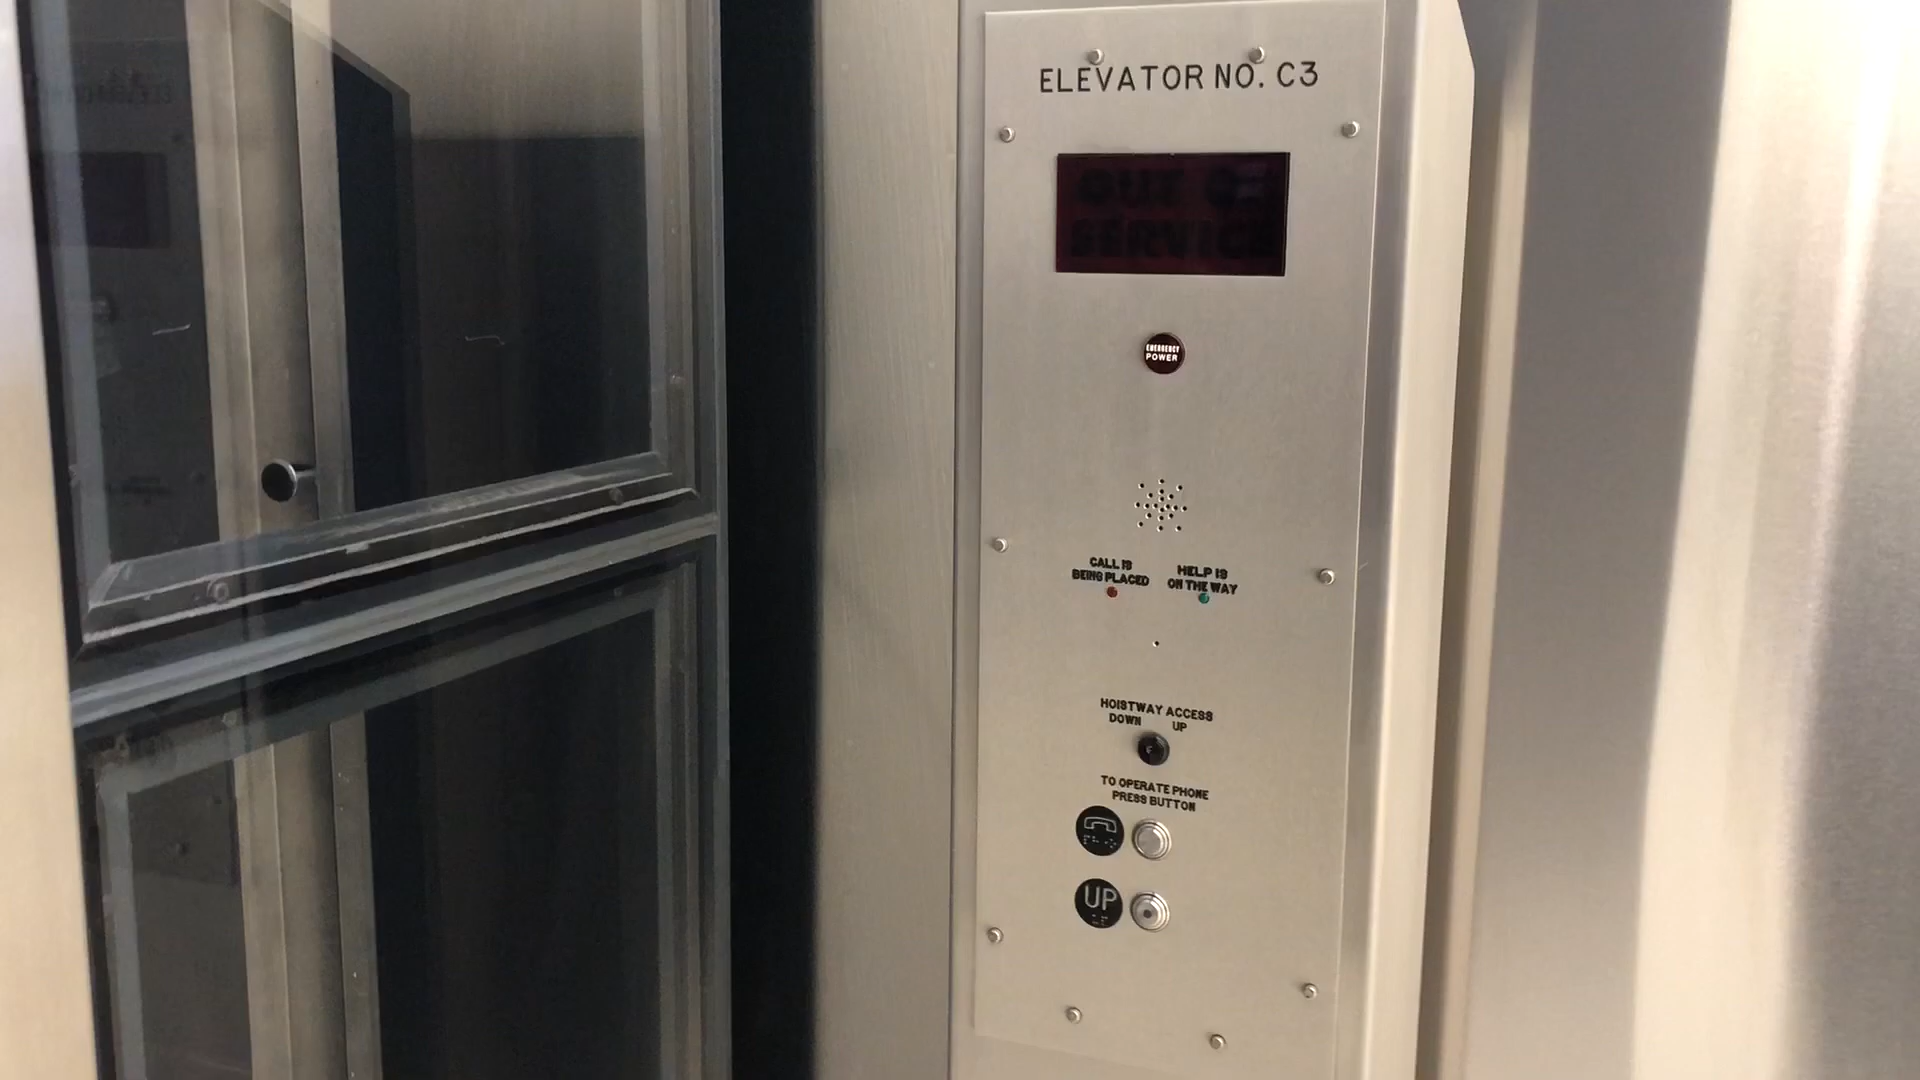 ELEVATOR NO. C3
OUT OF
SERVICE
EMERGENCY
POWER
CALL IS
BEING PLACED
HELP IS
ON THE WAY
HOISTWAY ACCESS
DOWN UP
TO OPERATE PHONE
PRESS BUTTON
UP